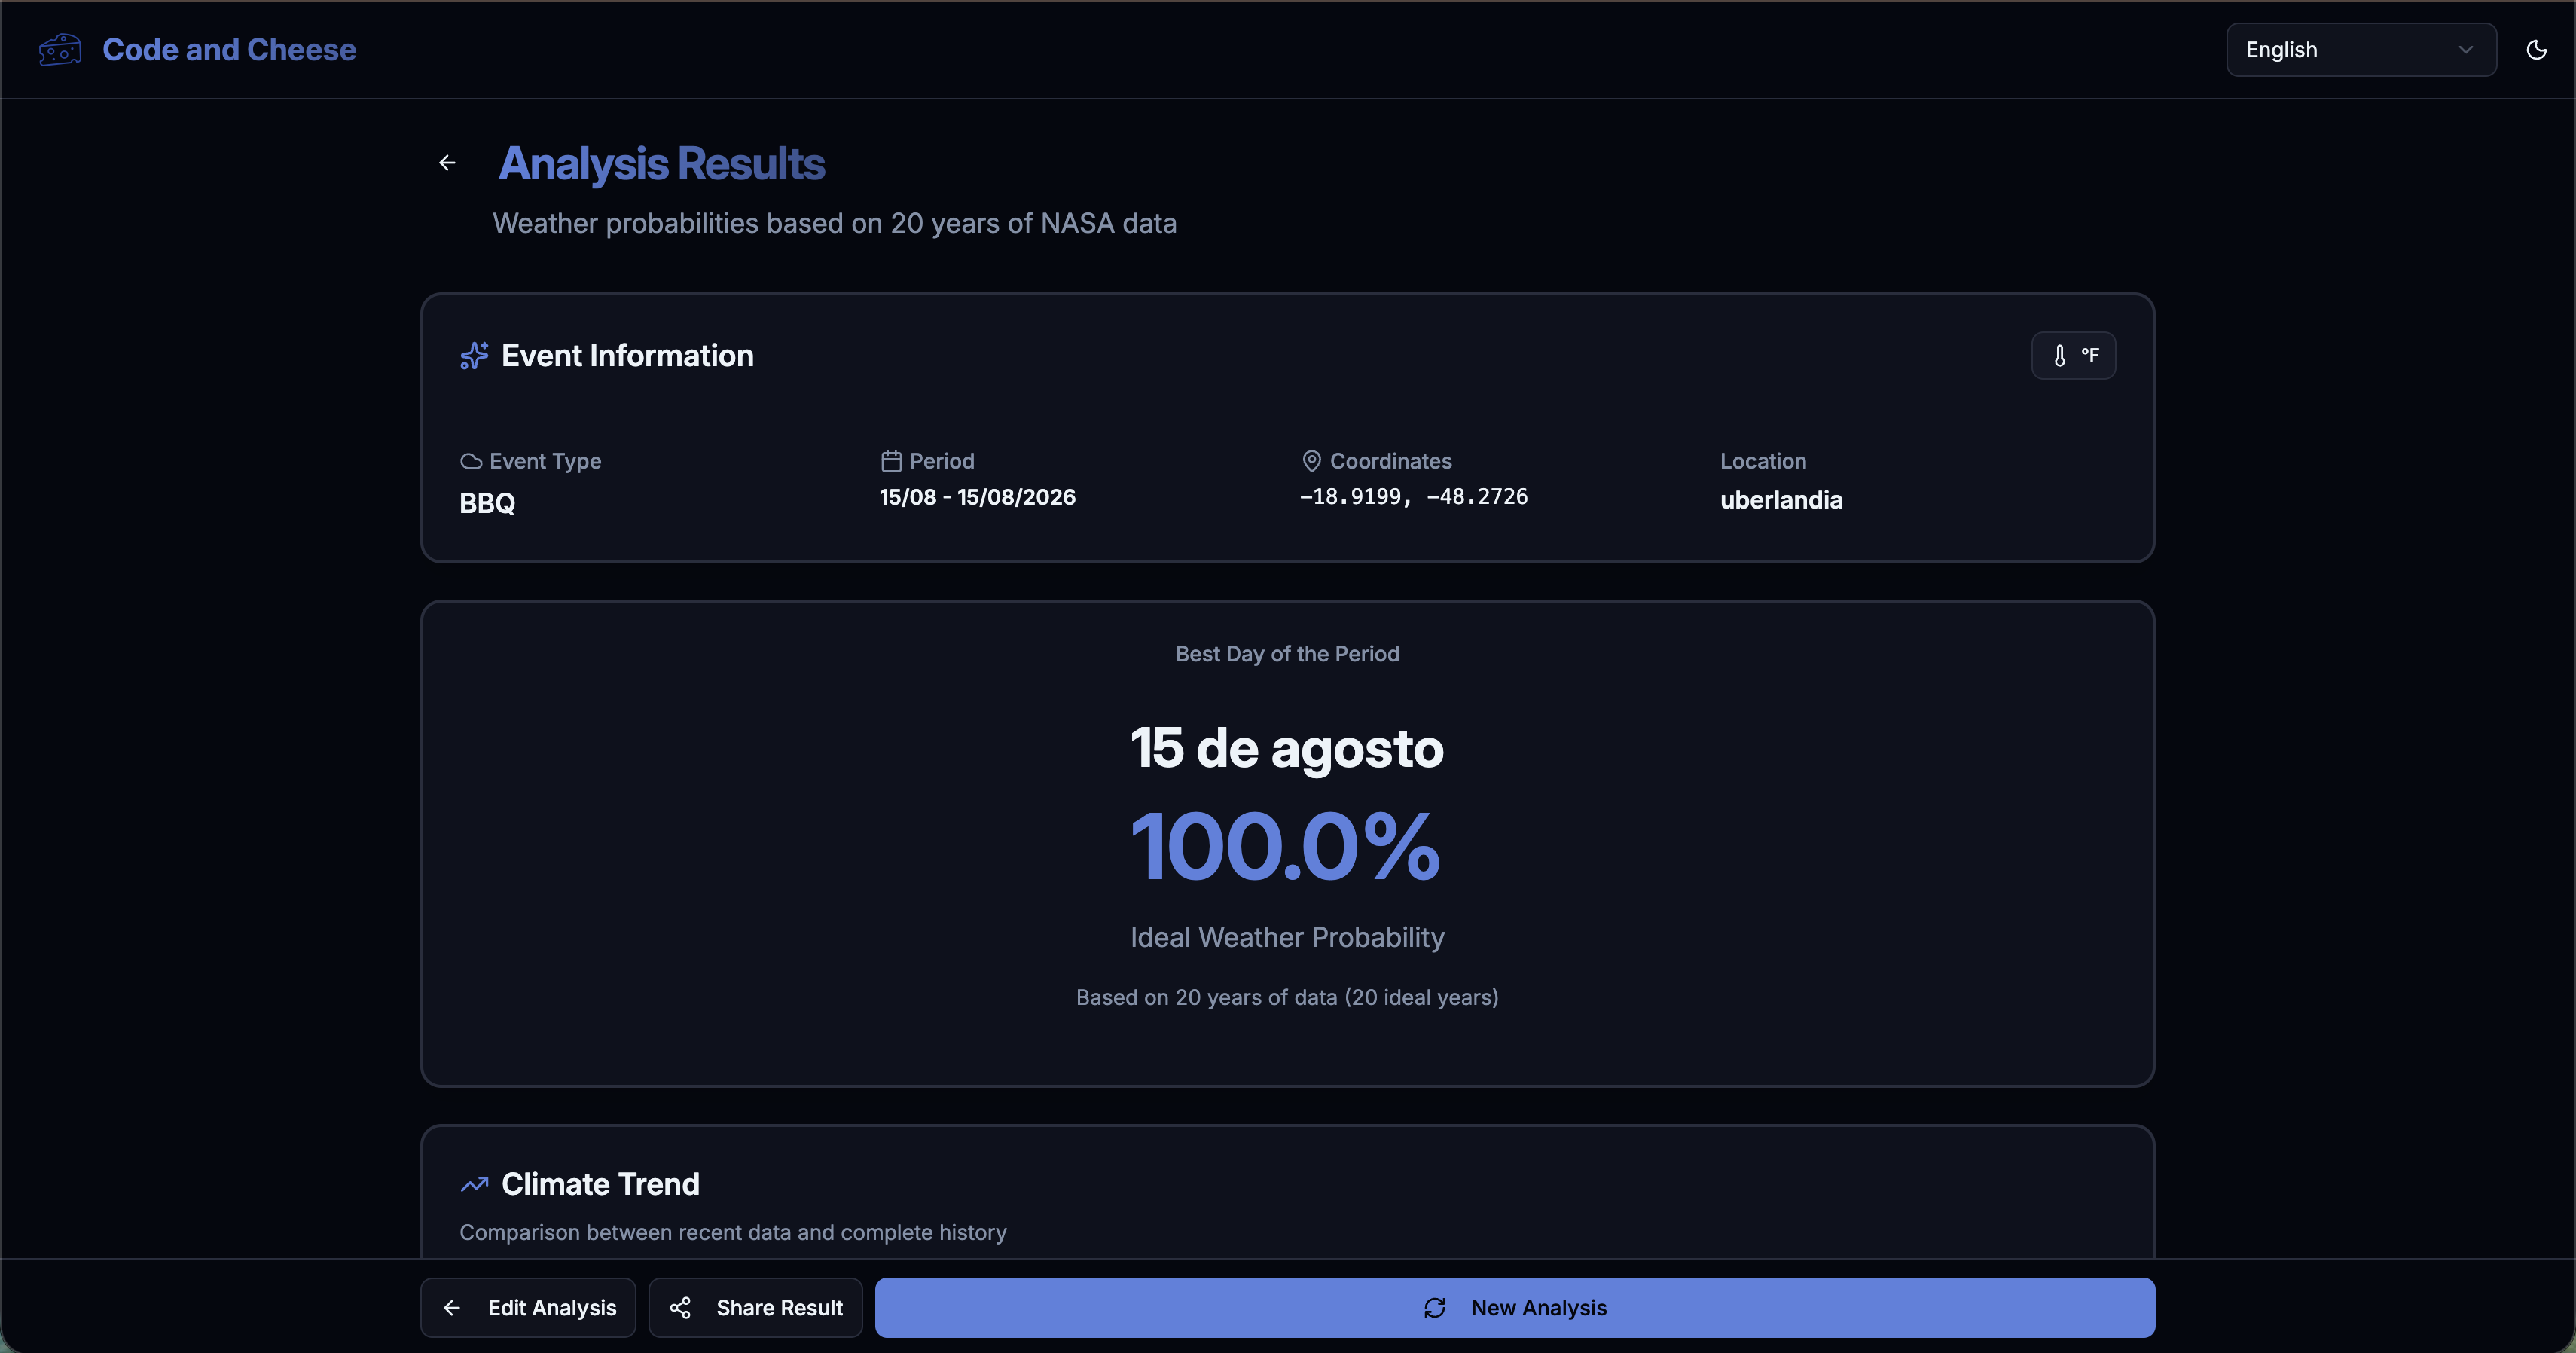 Code and Cheese
English
Analysis Results
Weather probabilities based on 20 years of NASA data
Event Information
°F
Event Type
BBQ
Period
15/08 - 15/08/2026
Coordinates
-18.9199, -48.2726
Location
uberlandia
Best Day of the Period
15 de agosto
100.0%
Ideal Weather Probability
Based on 20 years of data (20 ideal years)
Climate Trend
Comparison between recent data and complete history
Edit Analysis
Share Result
New Analysis